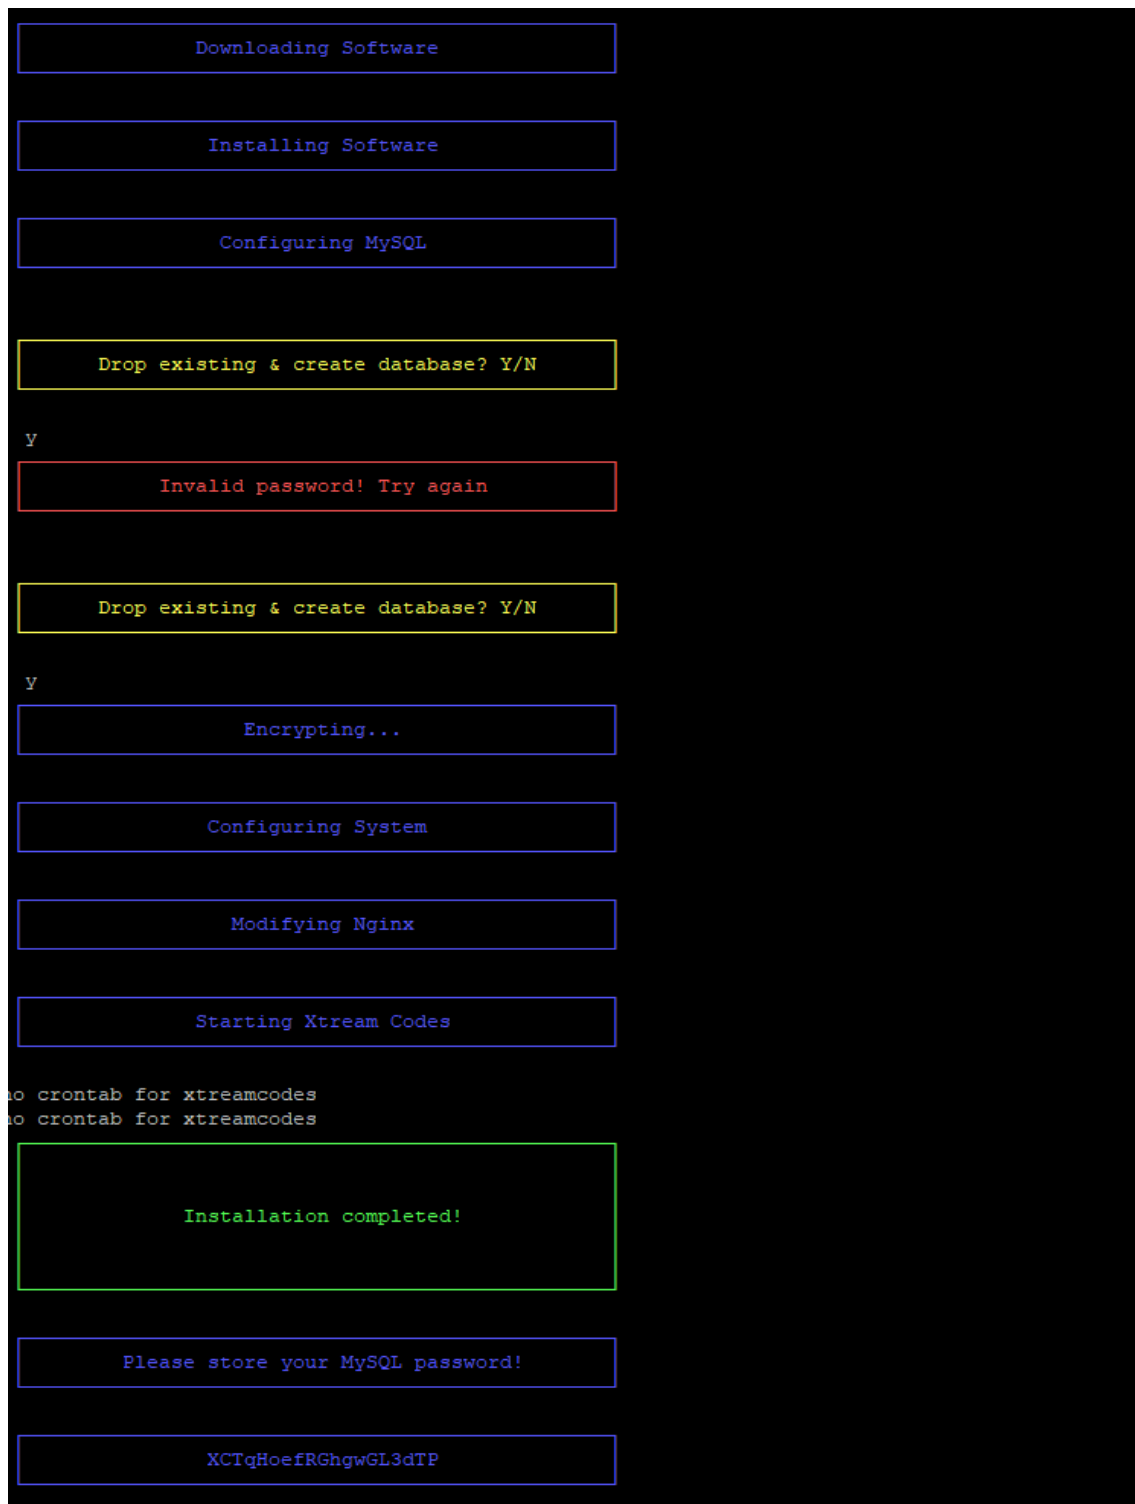 Downloading Software
Installing Software
Configuring MySQL
Drop existing & create database? Y/N
y
Invalid password! Try again
Drop existing & create database? Y/N
y
Encrypting...
Configuring System
Modifying Nginx
Starting Xtream Codes
no crontab for xtreamcodes
no crontab for xtreamcodes
Installation completed!
Please store your MySQL password!
XCTqHoefRGhgwGL3dTP